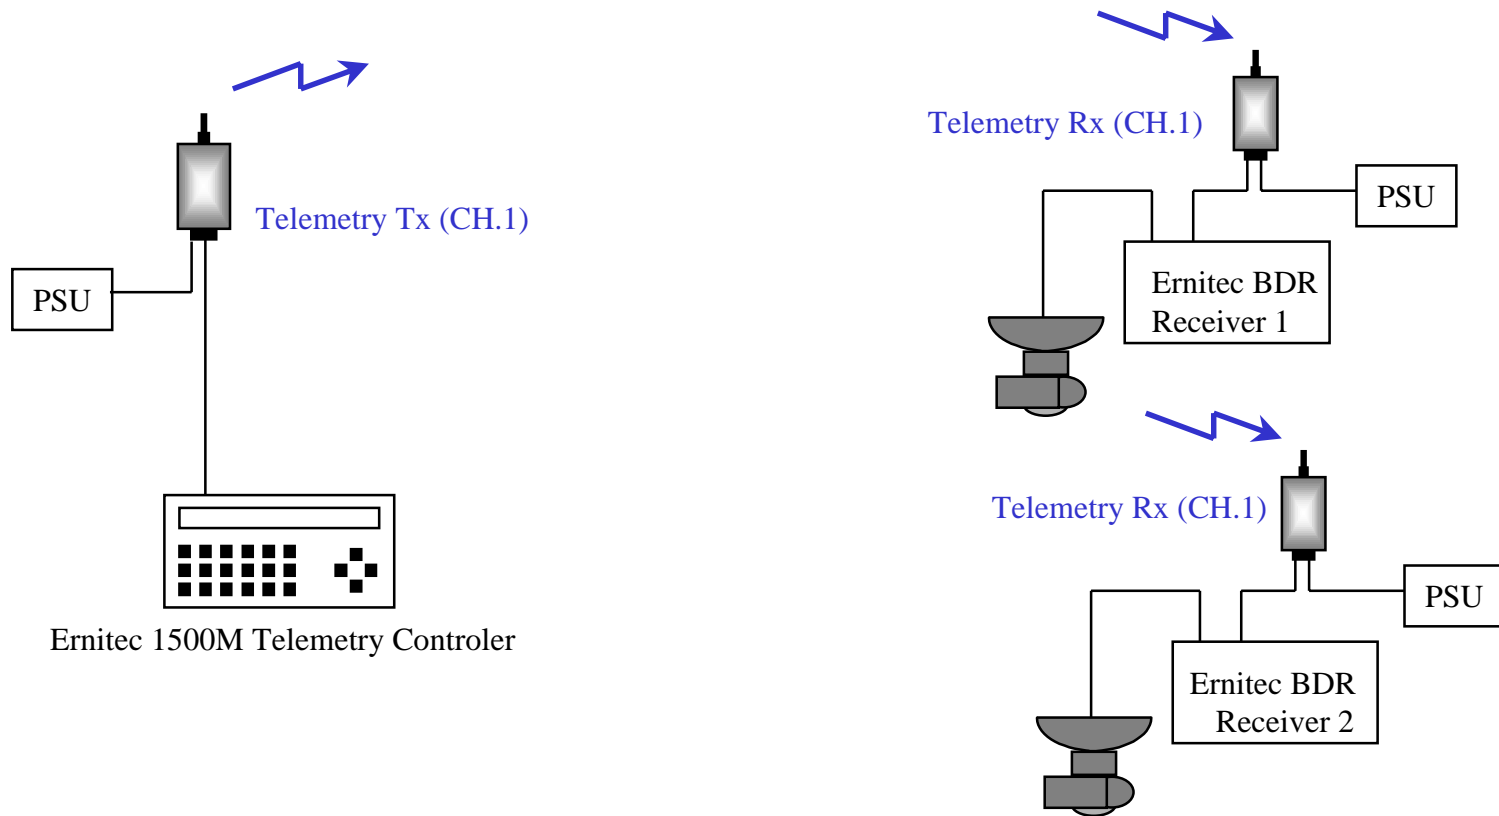 Telemetry Tx (CH.1)
PSU
Ernitec 1500M Telemetry Controler
Telemetry Rx (CH.1)
PSU
Ernitec BDR
Receiver 1
Telemetry Rx (CH.1)
PSU
Ernitec BDR
Receiver 2